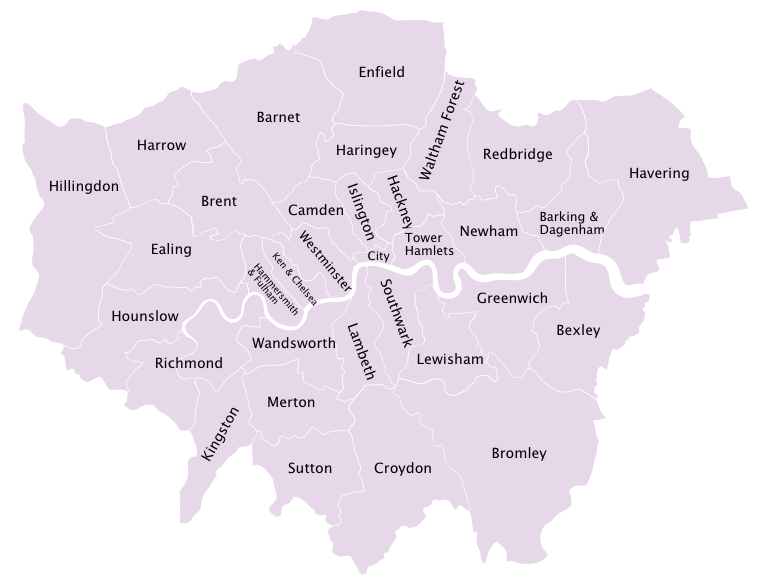 Enfield
Waltham Forest
Barnet
Harrow
Haringey
Redbridge
Havering
Hillingdon
Brent
Camden
Islington
Hackney
Barking &
Dagenham
Ealing
Westminster
Tower
Hamlets
Newham
City
Ken & Chelsea
Hammersmith
& Fulham
Southwark
Greenwich
Hounslow
Bexley
Wandsworth
Lambeth
Lewisham
Richmond
Merton
Kingston
Sutton
Croydon
Bromley